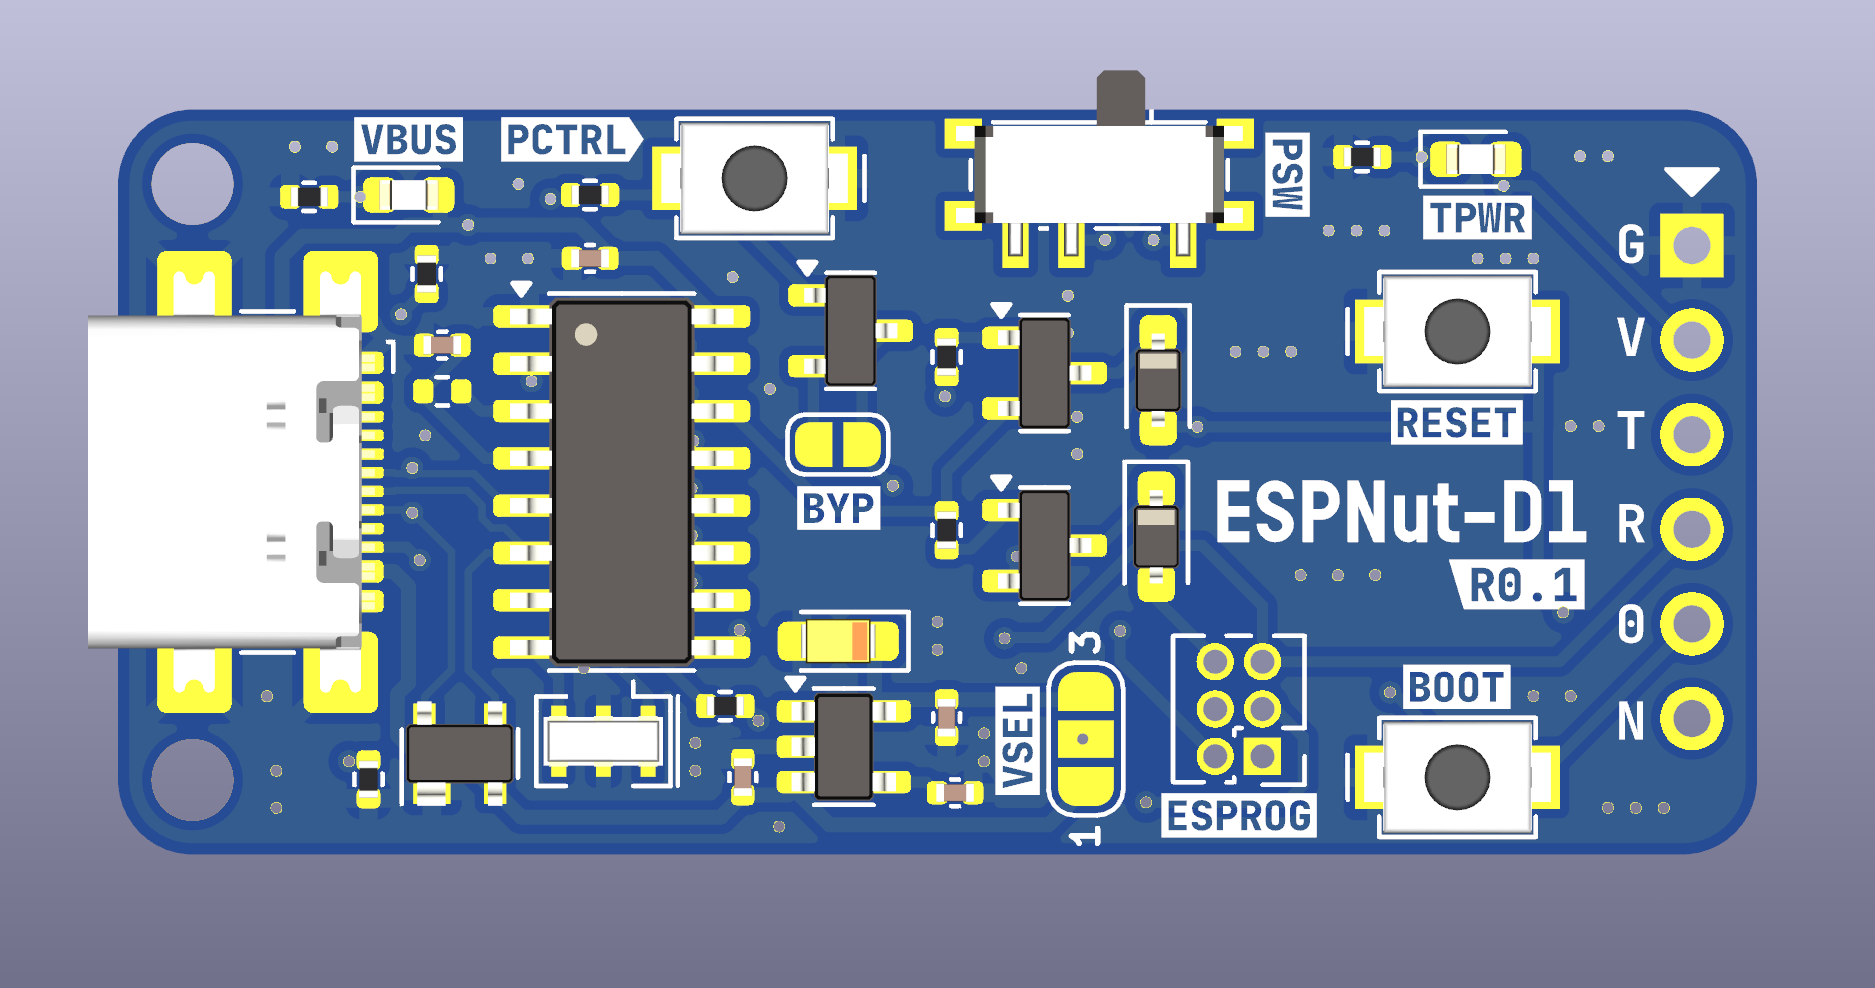 VBUS
PCTRL
PSW
TPWR
G
V
RESET
T
BYP
ESPNut-D1
R
R0.1
0
3
BOOT
N
VSEL
ESPROG
1